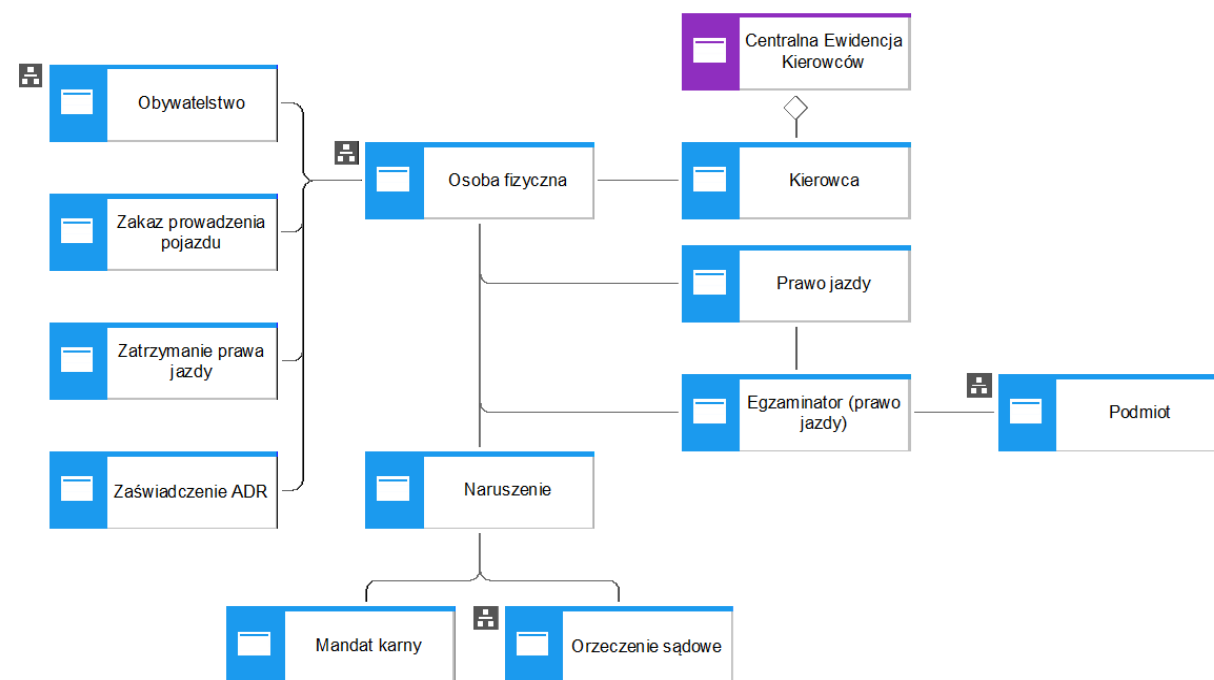 Centralna Ewidencja
Kierowców
Obywatelstwo
Osoba fizyczna
Kierowca
Zakaz prowadzenia
pojazdu
Prawo jazdy
Zatrzymanie prawa
jazdy
Egzaminator (prawo
jazdy)
Podmiot
Zaświadczenie ADR
Naruszenie
Mandat karny
Orzeczenie sądowe